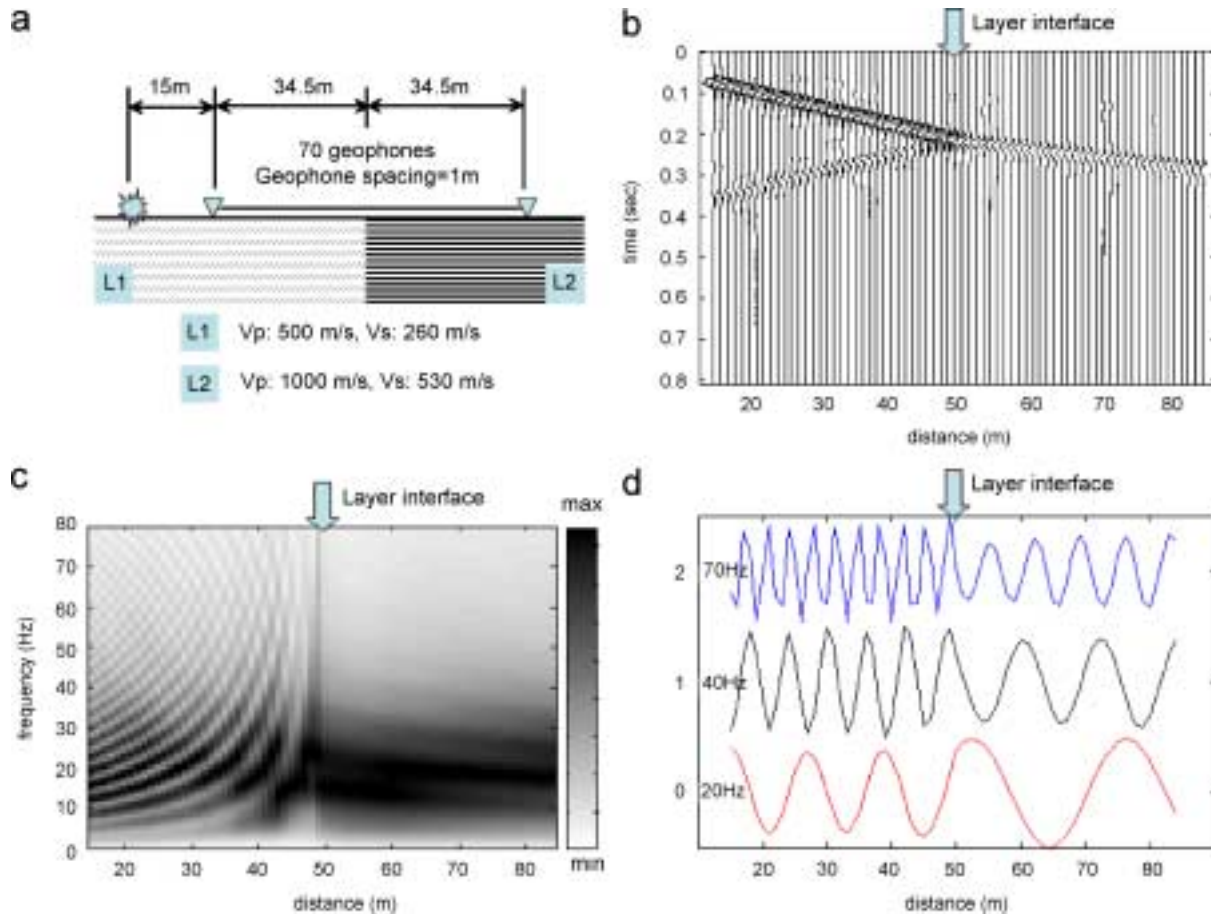 a
15m
34.5m
34.5m
70 geophones
Geophone spacing=1m
L1
L2
L1 Vp: 500 m/s, Vs: 260 m/s
L2 Vp: 1000 m/s, Vs: 530 m/s
b
Layer interface
0
0.1
0.2
0.3
0.4
0.5
0.6
0.7
0.8
time (sec)
20 30 40 50 60 70 80
distance (m)
c
Layer interface
max
min
80
70
60
50
40
30
20
10
0
frequency (Hz)
20 30 40 50 60 70 80
distance (m)
d
Layer interface
2
1
0
70Hz
40Hz
20Hz
20 30 40 50 60 70 80
distance (m)